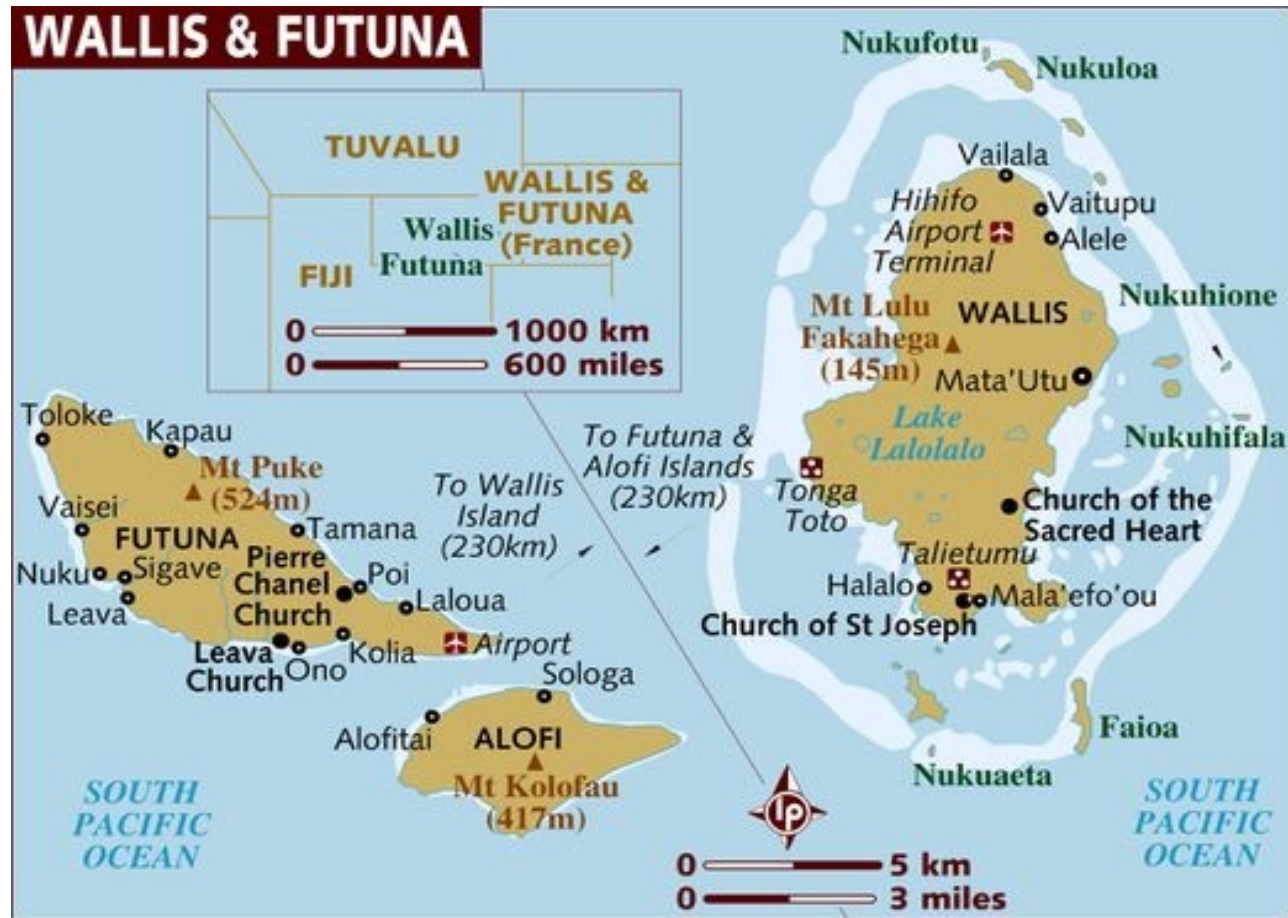 WALLIS & FUTUNA
TUVALU
WALLIS &
FUTUNA
(France)
Wallis
Futuna
FIJI
0 1000 km
0 600 miles
Nukufotu
Nukuloa
Vailala
Hihifo
Airport
Terminal
Vaitupu
Alele
Nukuhione
Mt Lulu
Fakahega
(145m)
WALLIS
Mata'Utu
Lake
Lalolalo
Nukuhifala
To Futuna &
Alofi Islands
(230km)
Tonga
Toto
Church of the
Sacred Heart
Talietumu
Halalo
Mala'efo'ou
Church of St Joseph
Faioa
Nukuaeta
Toloke
Kapau
Mt Puke
(524m)
To Wallis
Island
(230km)
Vaisei
FUTUNA
Tamana
Nuku
Sigave
Leava
Pierre
Chanel
Church
Poi
Laloua
Leava
Church
Ono
Kolia
Airport
Sologa
Alofitai
ALOFI
Mt Kolofau
(417m)
SOUTH
PACIFIC
OCEAN
lp
SOUTH
PACIFIC
OCEAN
0 5 km
0 3 miles